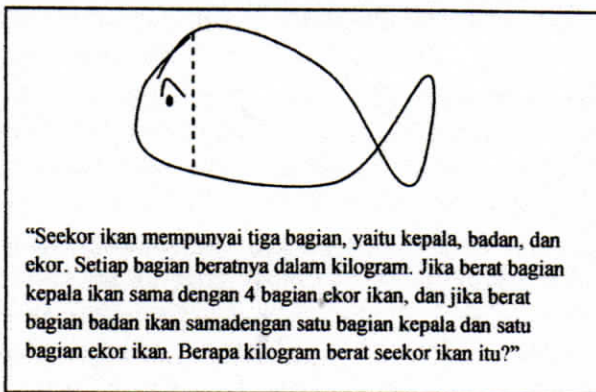 “Seekor ikan mempunyai tiga bagian, yaitu kepala, badan, dan
ekor. Setiap bagian beratnya dalam kilogram. Jika berat bagian
kepala ikan sama dengan 4 bagian ekor ikan, dan jika berat
bagian badan ikan samadengan satu bagian kepala dan satu
bagian ekor ikan. Berapa kilogram berat seekor ikan itu?”